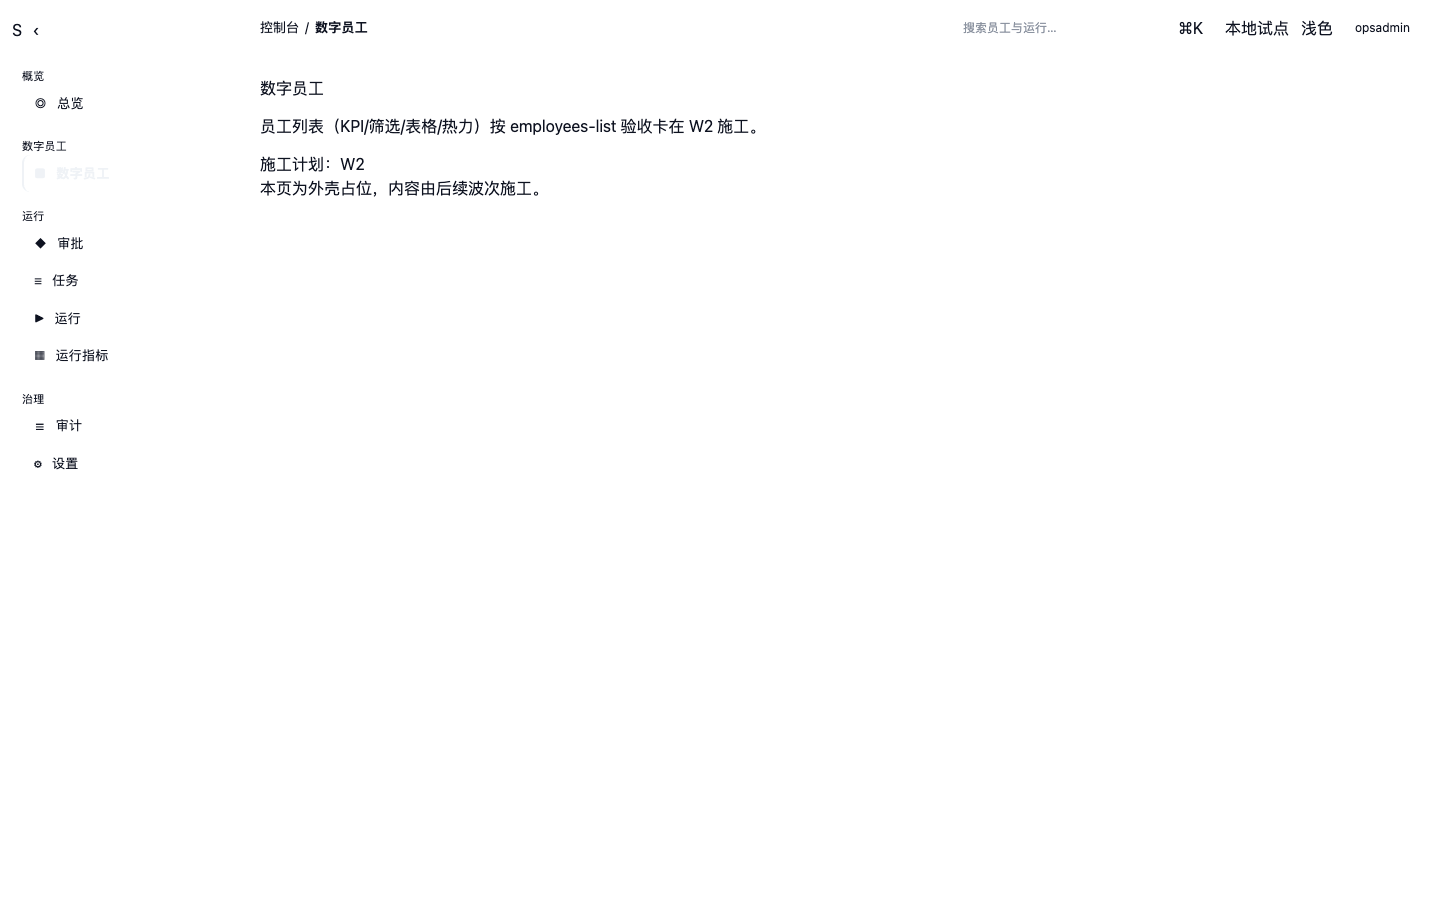 S ‹
控制台 / 数字员工
搜索员工与运行...
⌘K
本地试点
浅色
opsadmin
概览
◎ 总览
数字员工
■ 数字员工
运行
◆ 审批
≡ 任务
▶ 运行
▦ 运行指标
治理
≡ 审计
⚙ 设置
数字员工
员工列表（KPI/筛选/表格/热力）按 employees-list 验收卡在 W2 施工。
施工计划：W2
本页为外壳占位，内容由后续波次施工。